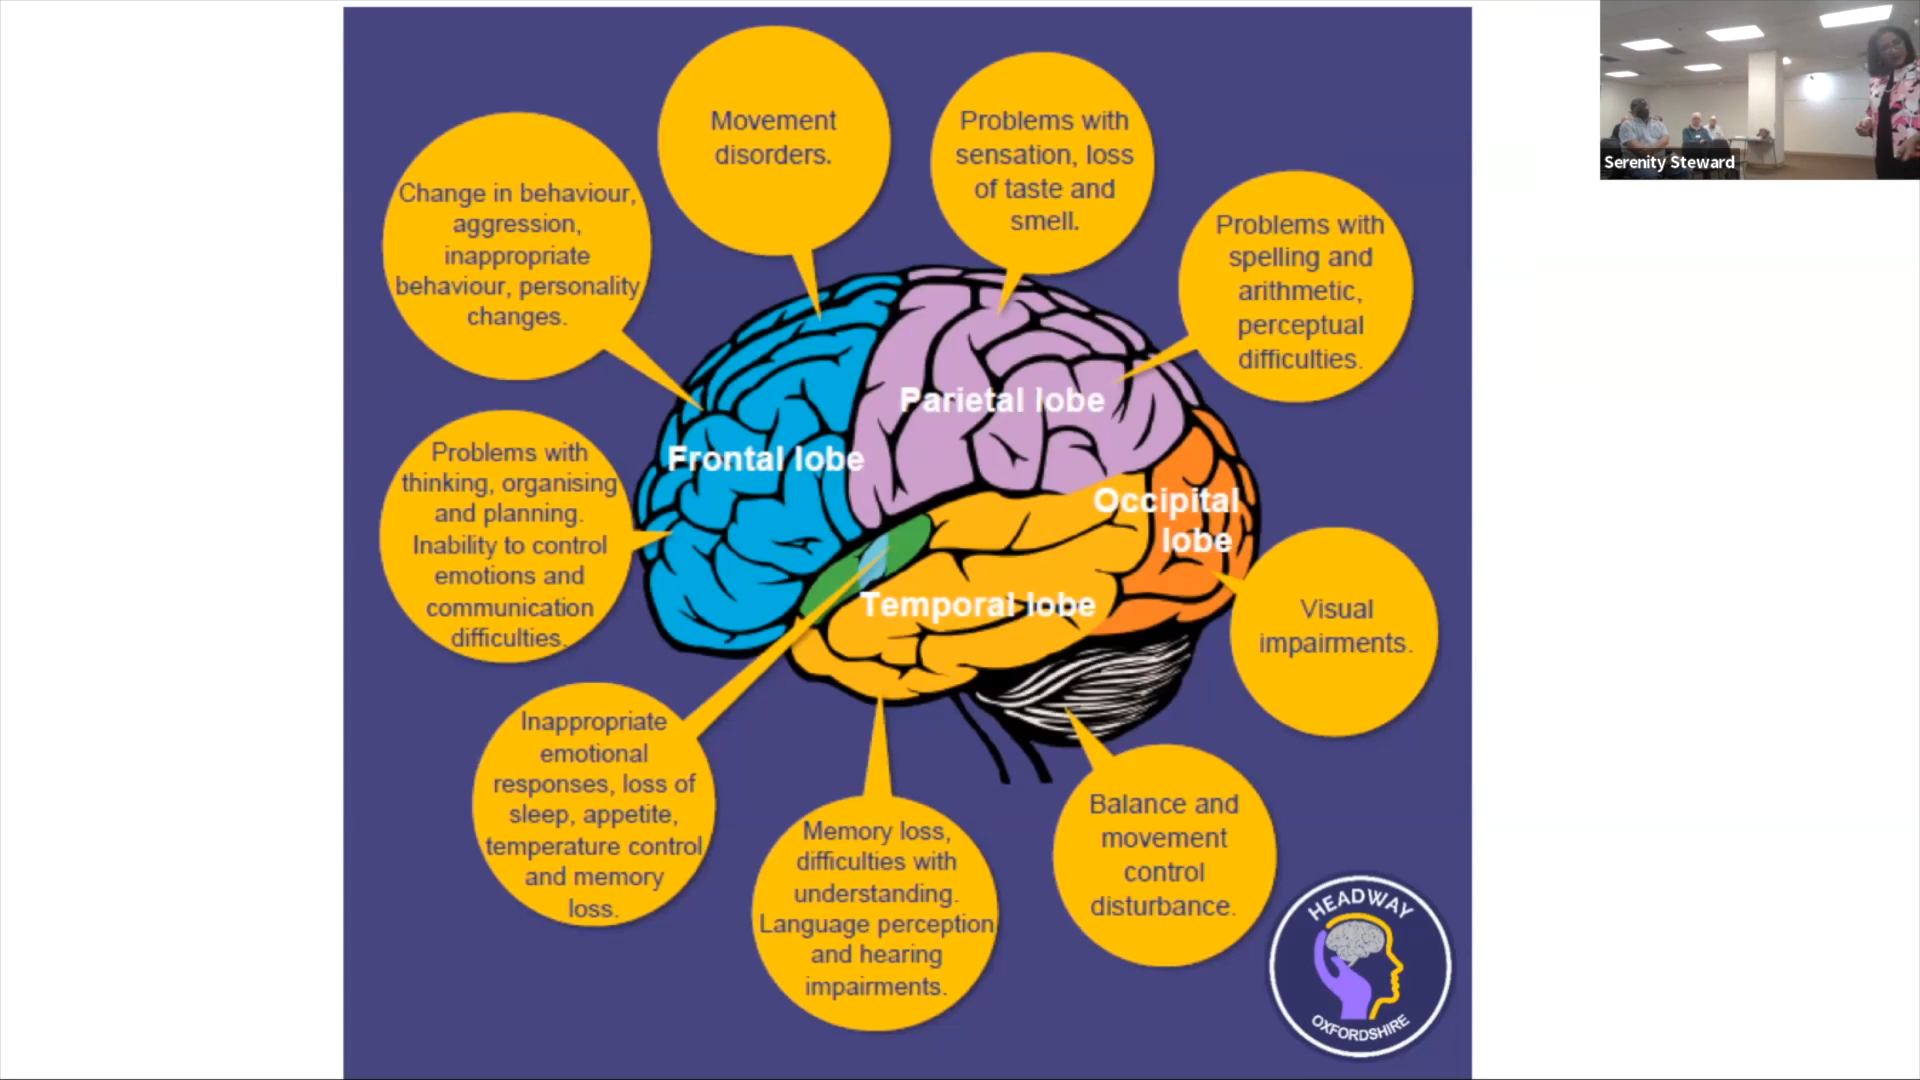 Movement
disorders.
Problems with
sensation, loss
of taste and
smell.
Change in behaviour,
aggression,
inappropriate
behaviour, personality
changes.
Problems with
spelling and
arithmetic,
perceptual
difficulties.
Parietal lobe
Frontal lobe
Problems with
thinking, organising
and planning.
Inability to control
emotions and
communication
difficulties.
Occipital
lobe
Temporal lobe
Visual
impairments.
Inappropriate
emotional
responses, loss of
sleep, appetite,
temperature control
and memory
loss.
Memory loss,
difficulties with
understanding.
Language perception
and hearing
impairments.
Balance and
movement
control
disturbance.
HEADWAY
OXFORDSHIRE
Serenity Steward